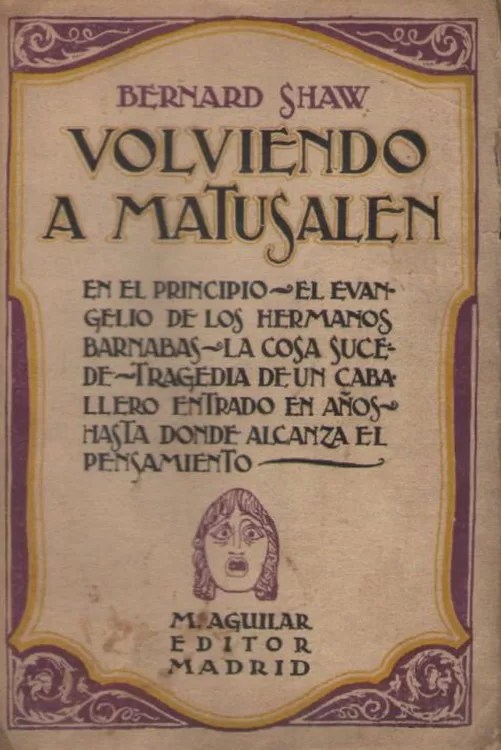 BERNARD SHAW
VOLVIENDO
A MATUSALEN
EN EL PRINCIPIO~EL EVAN-
GELIO DE LOS HERMANOS
BARNABAS~LA COSA SUCE-
DE~TRAGEDIA DE UN CABA-
LLERO ENTRADO EN AÑOS~
HASTA DONDE ALCANZA EL
PENSAMIENTO
M. AGUILAR
EDITOR
MADRID